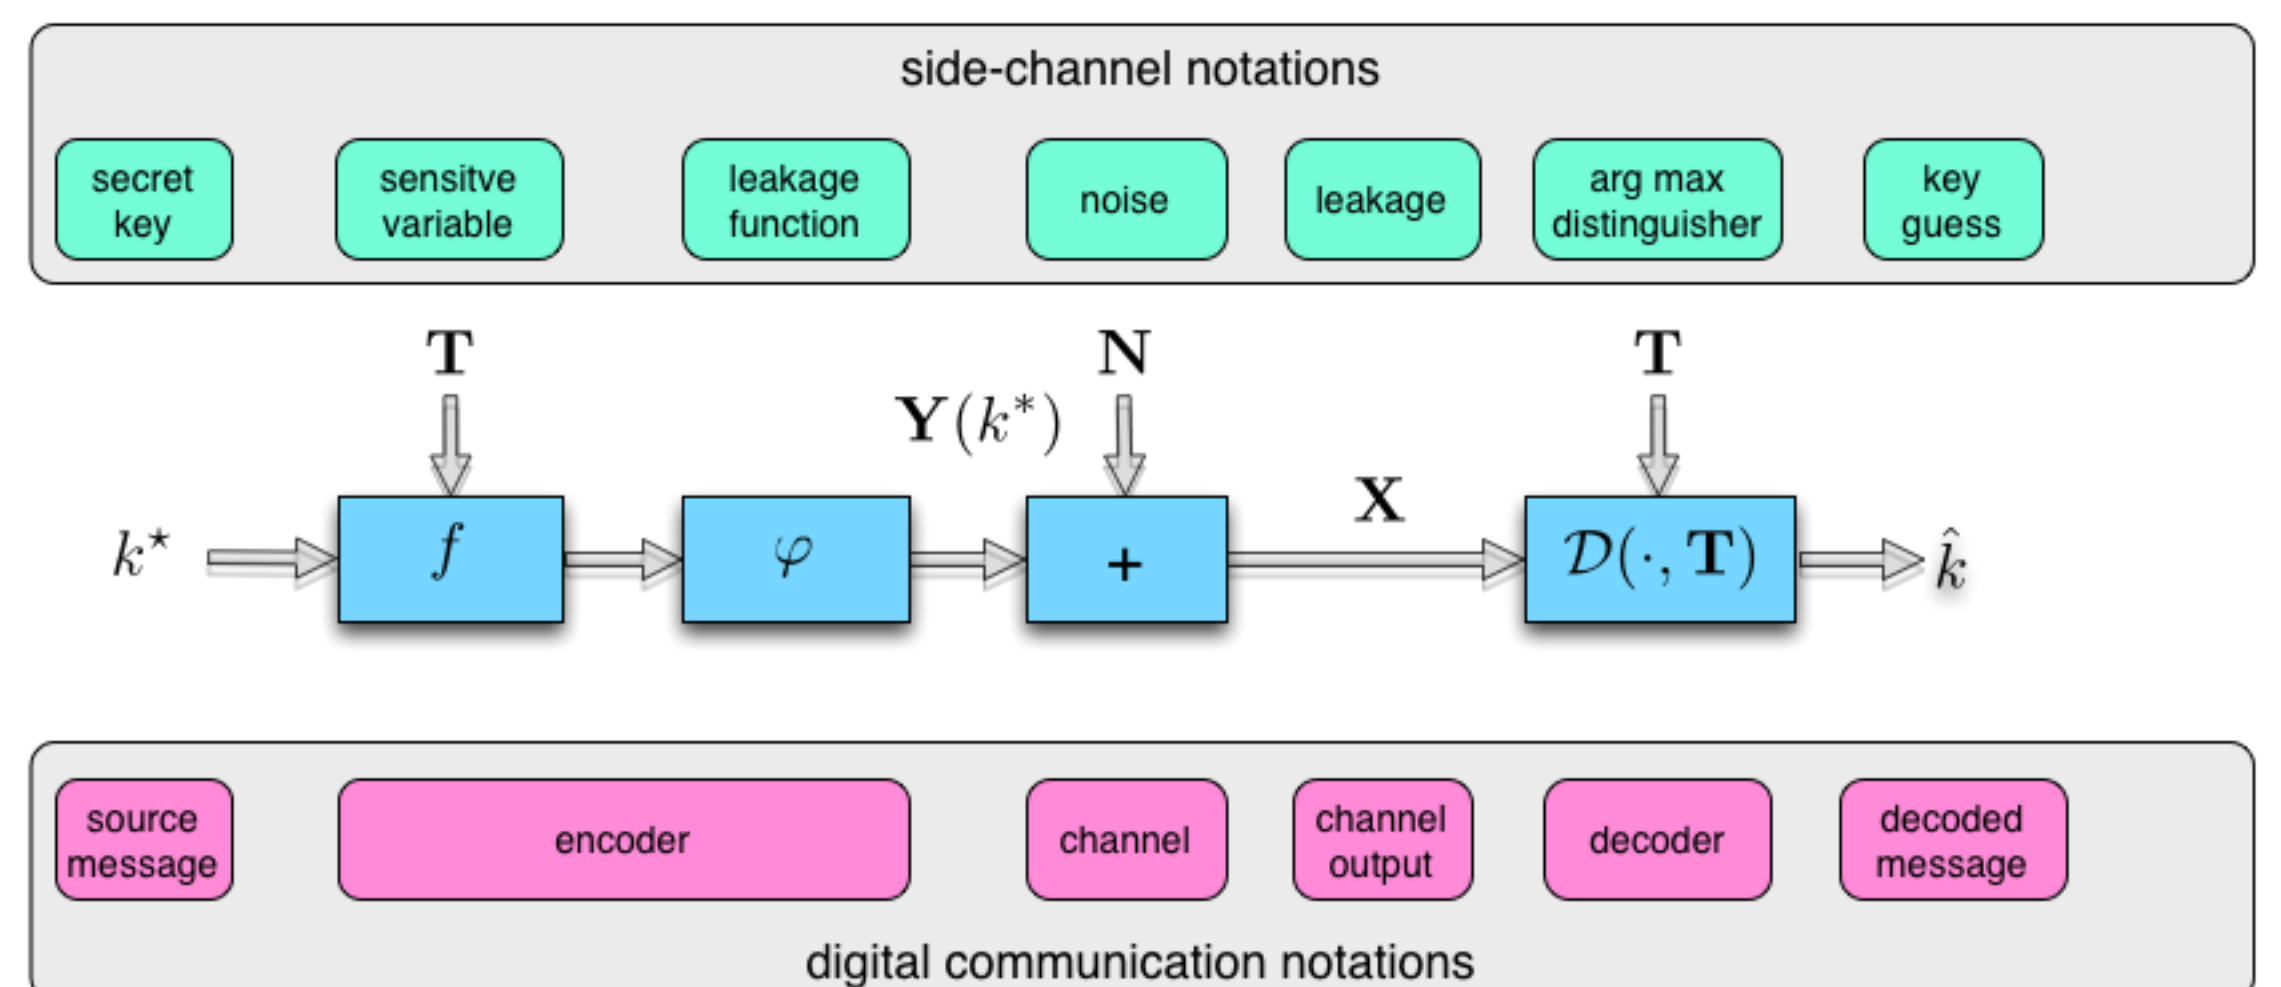 side-channel notations
secret
key
sensitve
variable
leakage
function
noise
leakage
arg max
distinguisher
key
guess
T
N
T
Y(k*)
X
k⋆
f
φ
+
𝒟(·, T)
k̂
source
message
encoder
channel
channel
output
decoder
decoded
message
digital communication notations